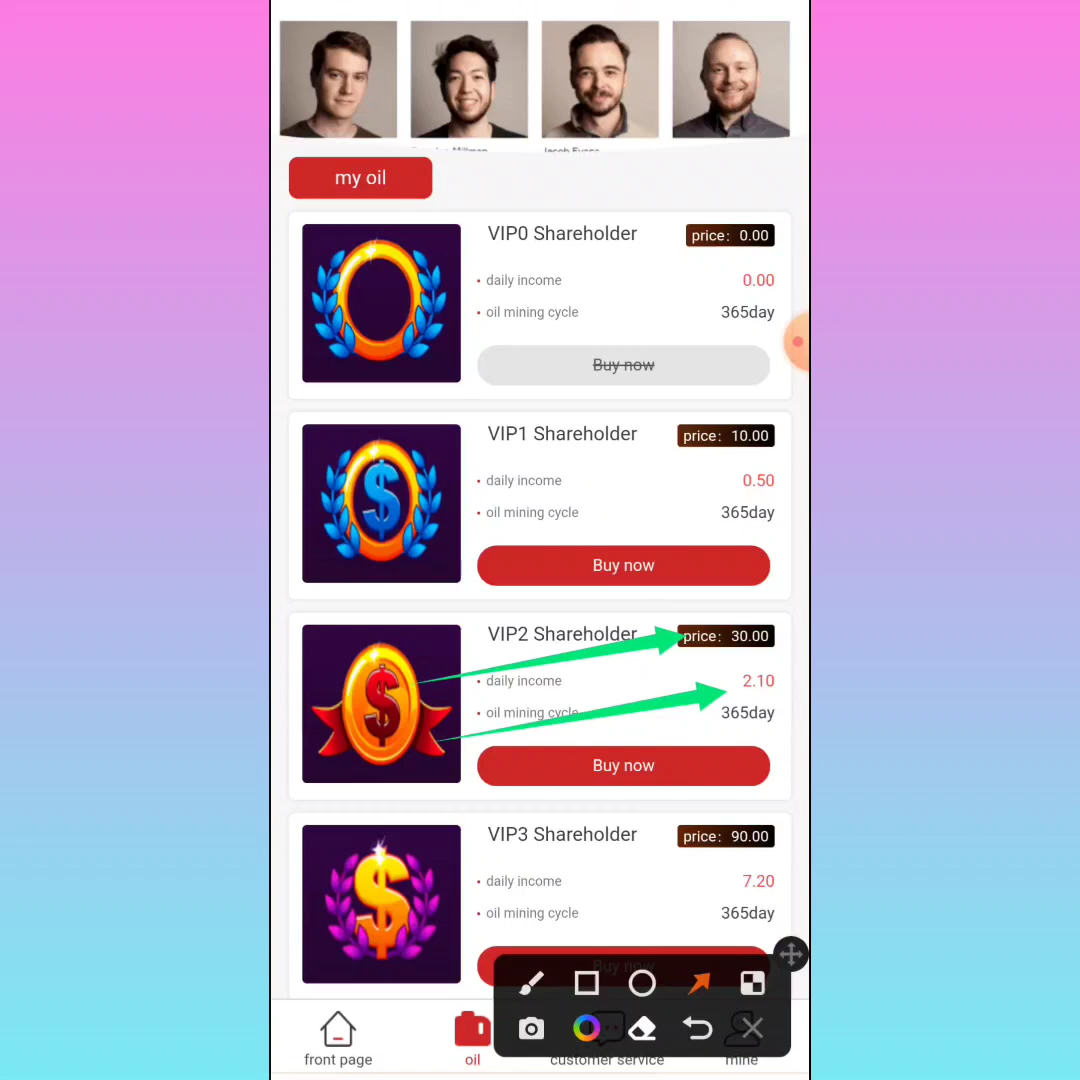 my oil
VIP0 Shareholder
price: 0.00
daily income
0.00
oil mining cycle
365day
Buy now
VIP1 Shareholder
price: 10.00
daily income
0.50
oil mining cycle
365day
Buy now
VIP2 Shareholder
price: 30.00
daily income
2.10
oil mining cycle
365day
Buy now
VIP3 Shareholder
price: 90.00
daily income
7.20
oil mining cycle
365day
Buy now
front page
oil
customer service
mine